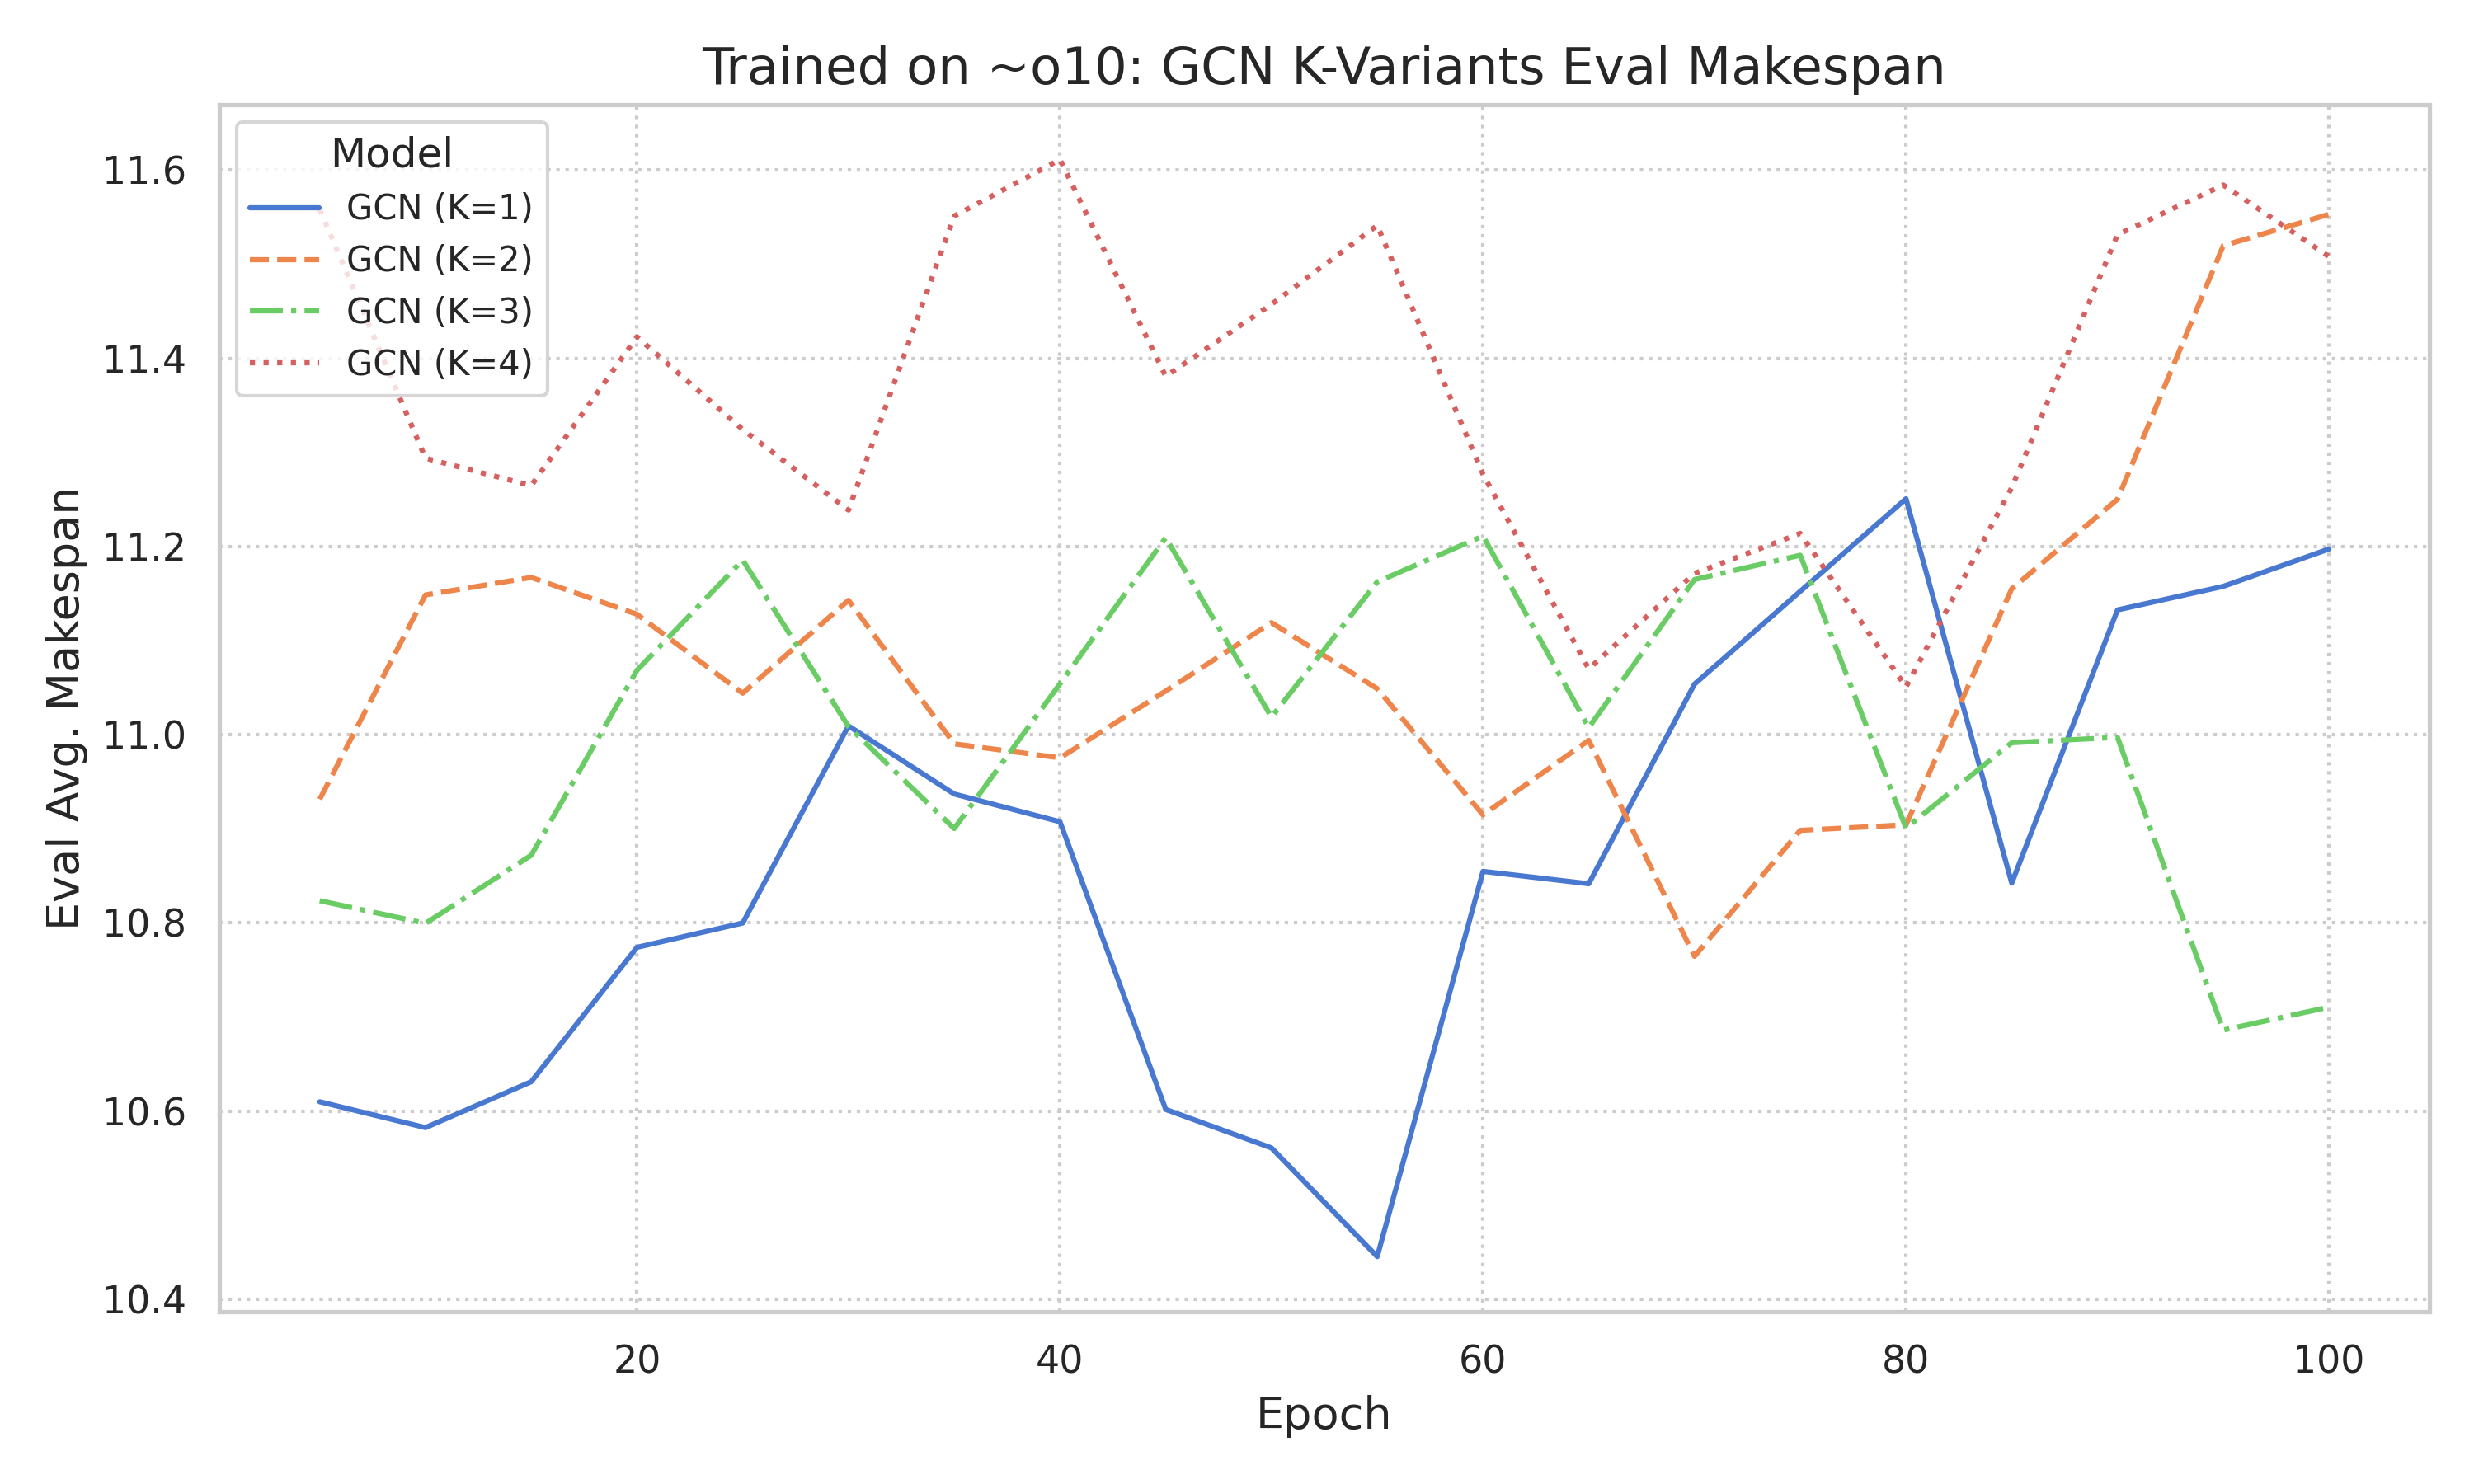 Trained on ~o10: GCN K-Variants Eval Makespan
Model
GCN (K=1)
GCN (K=2)
GCN (K=3)
GCN (K=4)
Eval Avg. Makespan
11.6
11.4
11.2
11.0
10.8
10.6
10.4
20 40 60 80 100
Epoch